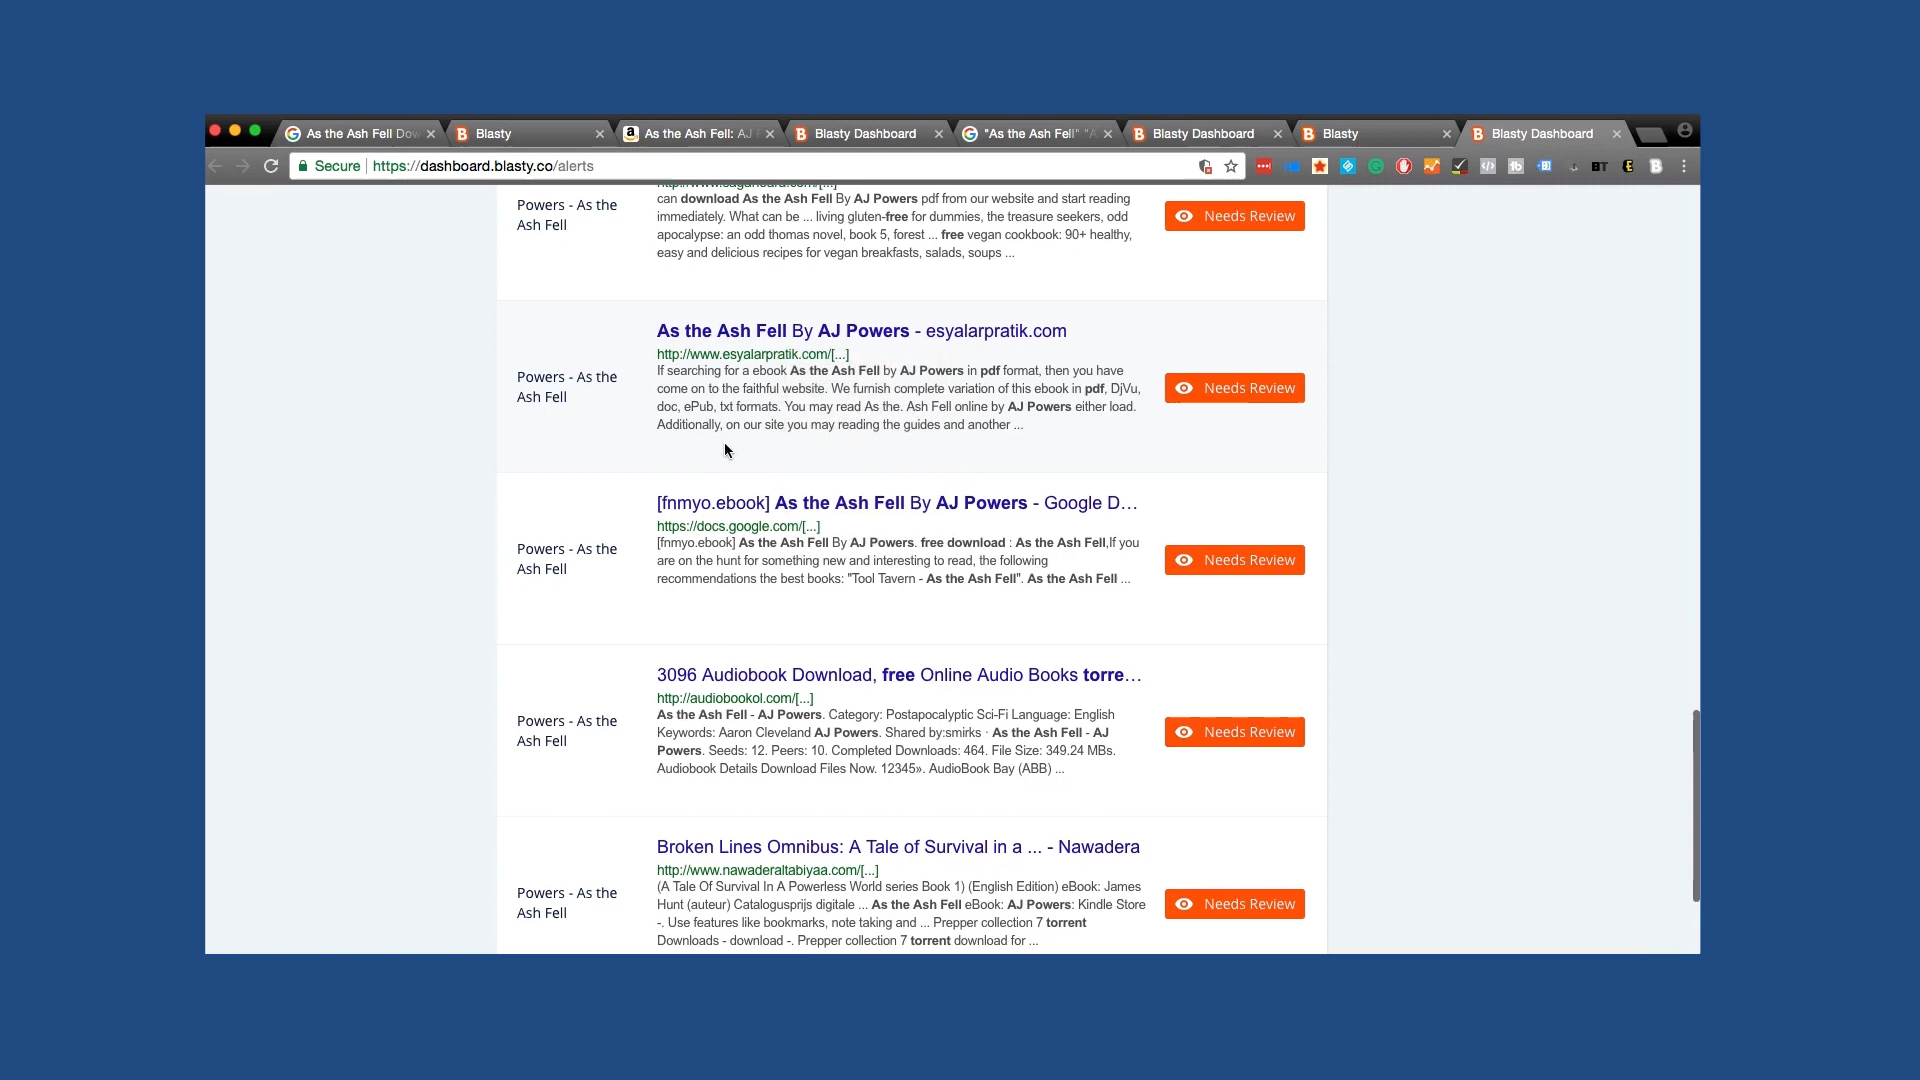 As the Ash Fell Dow
Blasty
As the Ash Fell: AJ P
Blasty Dashboard
"As the Ash Fell" "A
Blasty Dashboard
Blasty
Blasty Dashboard
Secure
https://dashboard.blasty.co/alerts
Powers - As the
Ash Fell
can download As the Ash Fell By AJ Powers pdf from our website and start reading
immediately. What can be ... living gluten-free for dummies, the treasure seekers, odd
apocalypse: an odd thomas novel, book 5, forest ... free vegan cookbook: 90+ healthy,
easy and delicious recipes for vegan breakfasts, salads, soups ...
Needs Review
Powers - As the
Ash Fell
As the Ash Fell By AJ Powers - esyalarpratik.com
http://www.esyalarpratik.com/[...]
If searching for a ebook As the Ash Fell by AJ Powers in pdf format, then you have
come on to the faithful website. We furnish complete variation of this ebook in pdf, DjVu,
doc, ePub, txt formats. You may read As the. Ash Fell online by AJ Powers either load.
Additionally, on our site you may reading the guides and another ...
Needs Review
Powers - As the
Ash Fell
[fnmyo.ebook] As the Ash Fell By AJ Powers - Google D...
https://docs.google.com/[...]
[fnmyo.ebook] As the Ash Fell By AJ Powers. free download : As the Ash Fell,If you
are on the hunt for something new and interesting to read, the following
recommendations the best books: "Tool Tavern - As the Ash Fell". As the Ash Fell ...
Needs Review
Powers - As the
Ash Fell
3096 Audiobook Download, free Online Audio Books torre...
http://audiobookol.com/[...]
As the Ash Fell - AJ Powers. Category: Postapocalyptic Sci-Fi Language: English
Keywords: Aaron Cleveland AJ Powers. Shared by:smirks · As the Ash Fell - AJ
Powers. Seeds: 12. Peers: 10. Completed Downloads: 464. File Size: 349.24 MBs.
Audiobook Details Download Files Now. 12345». AudioBook Bay (ABB) ...
Needs Review
Powers - As the
Ash Fell
Broken Lines Omnibus: A Tale of Survival in a ... - Nawadera
http://www.nawaderaltabiyaa.com/[...]
(A Tale Of Survival In A Powerless World series Book 1) (English Edition) eBook: James
Hunt (auteur) Catalogusprijs digitale ... As the Ash Fell eBook: AJ Powers: Kindle Store
-. Use features like bookmarks, note taking and ... Prepper collection 7 torrent
Downloads - download -. Prepper collection 7 torrent download for ...
Needs Review